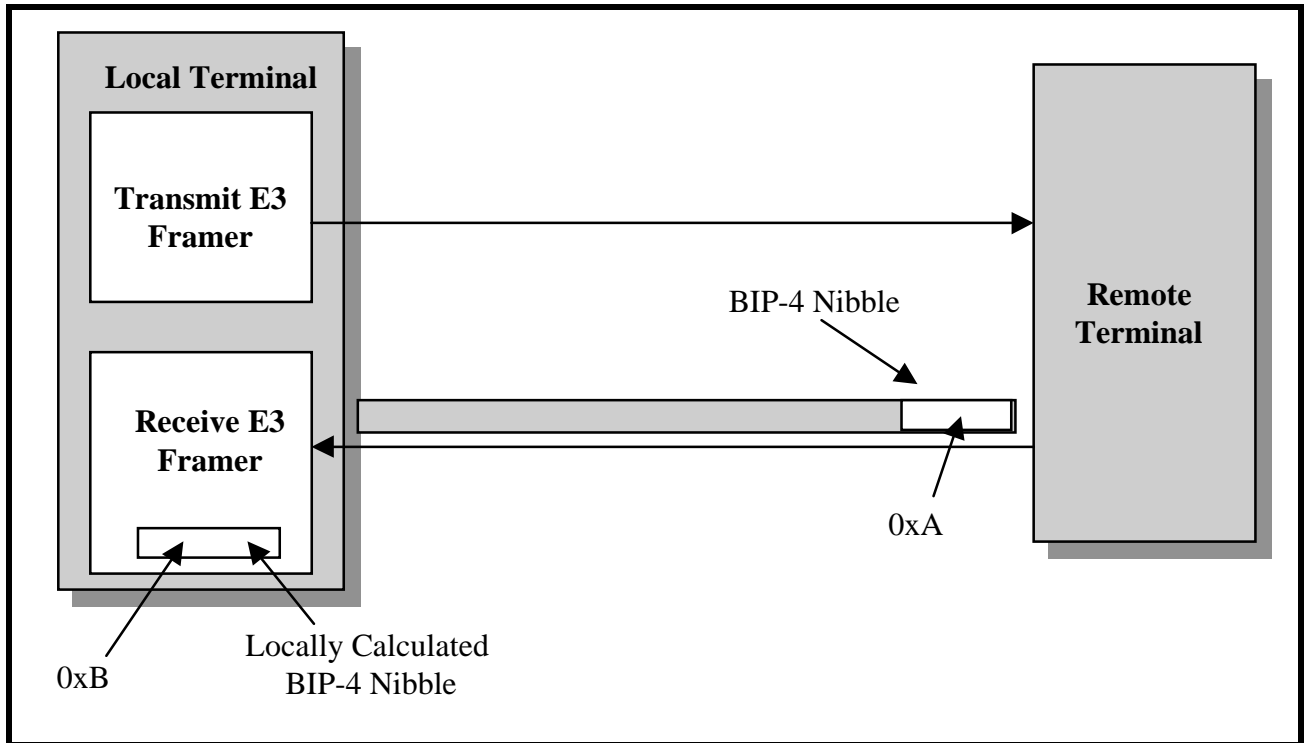 Local Terminal
Transmit E3
Framer
BIP-4 Nibble
Remote
Terminal
Receive E3
Framer
0xA
Locally Calculated
BIP-4 Nibble
0xB